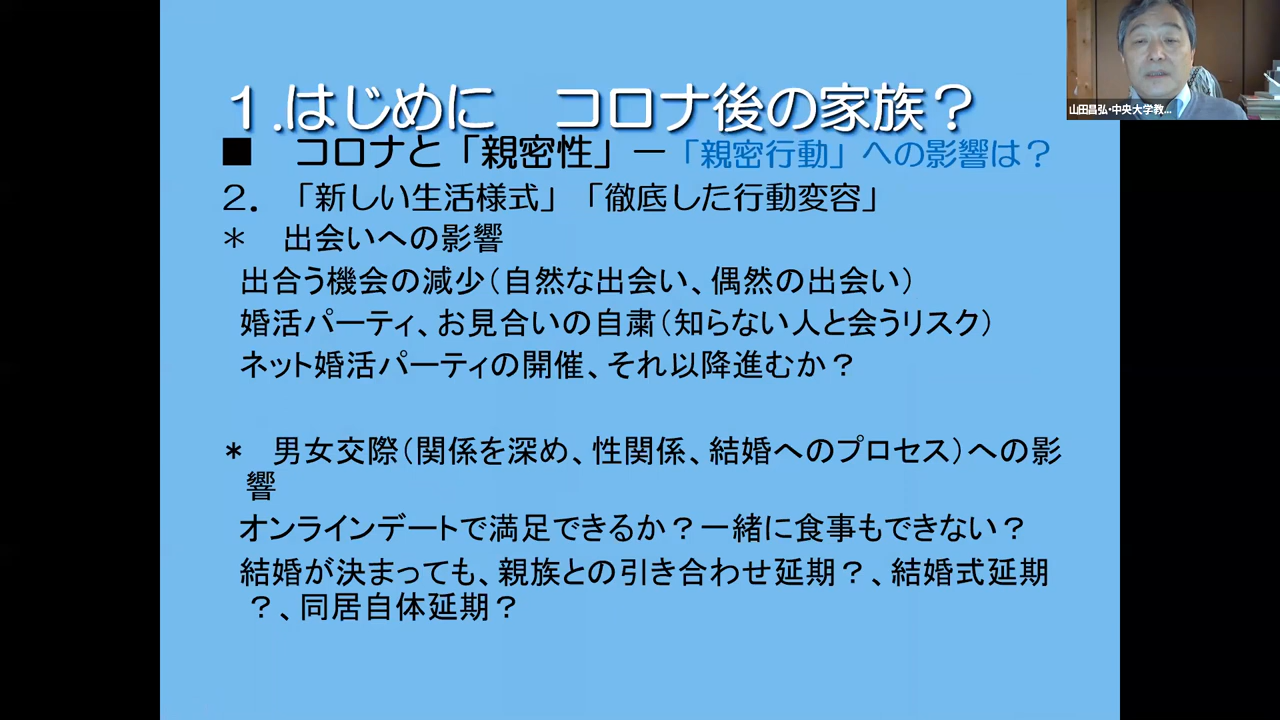 １.はじめに　コロナ後の家族？
■　コロナと「親密性」－「親密行動」への影響は？
２．　「新しい生活様式」「徹底した行動変容」
＊　出会いへの影響
出合う機会の減少（自然な出会い、偶然の出会い）
婚活パーティ、お見合いの自粛（知らない人と会うリスク）
ネット婚活パーティの開催、それ以降進むか？
*　男女交際（関係を深め、性関係、結婚へのプロセス）への影
響
オンラインデートで満足できるか？一緒に食事もできない？
結婚が決まっても、親族との引き合わせ延期？、結婚式延期
？、同居自体延期？
山田昌弘・中央大学教...